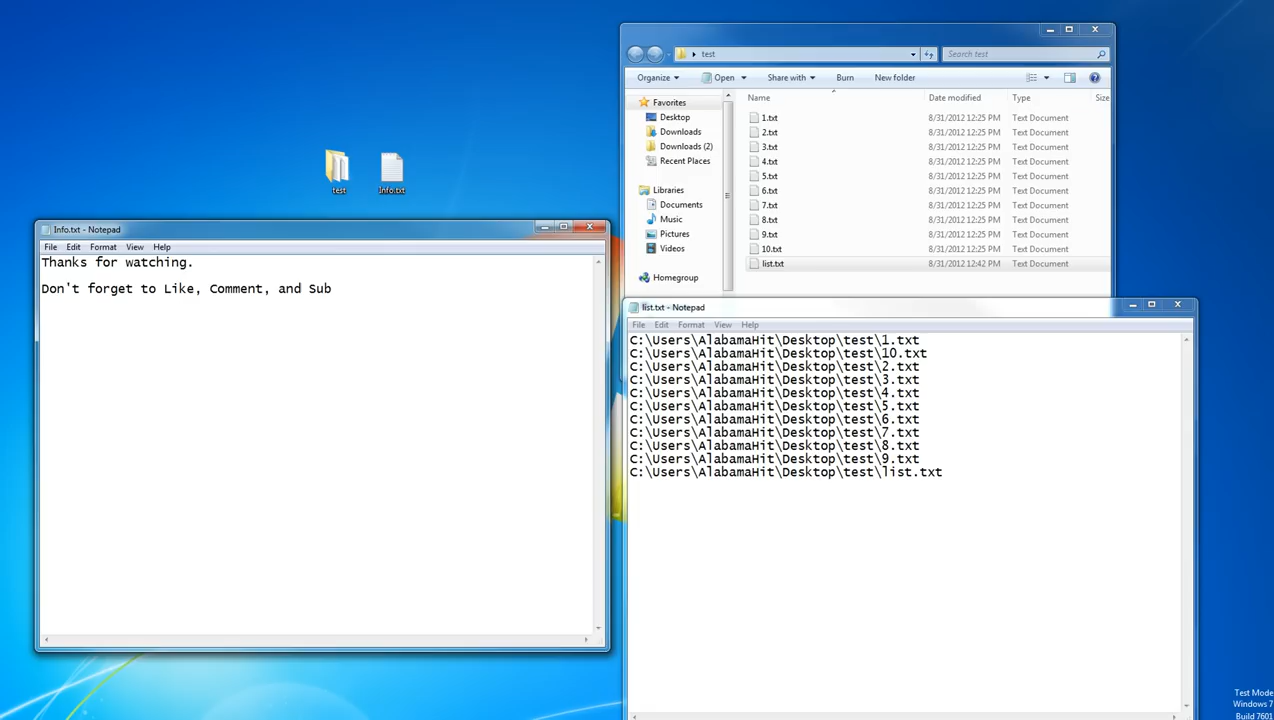 test
Info.txt
Info.txt - Notepad
File Edit Format View Help
Thanks for watching.
Don't forget to Like, Comment, and Sub
test
Search test
Organize Open Share with Burn New folder
Favorites
Desktop
Downloads
Downloads (2)
Recent Places
Libraries
Documents
Music
Pictures
Videos
Homegroup
Name Date modified Type Size
1.txt 8/31/2012 12:25 PM Text Document
2.txt 8/31/2012 12:25 PM Text Document
3.txt 8/31/2012 12:25 PM Text Document
4.txt 8/31/2012 12:25 PM Text Document
5.txt 8/31/2012 12:25 PM Text Document
6.txt 8/31/2012 12:25 PM Text Document
7.txt 8/31/2012 12:25 PM Text Document
8.txt 8/31/2012 12:25 PM Text Document
9.txt 8/31/2012 12:25 PM Text Document
10.txt 8/31/2012 12:25 PM Text Document
list.txt 8/31/2012 12:42 PM Text Document
list.txt - Notepad
File Edit Format View Help
C:\Users\AlabamaHit\Desktop\test\1.txt
C:\Users\AlabamaHit\Desktop\test\10.txt
C:\Users\AlabamaHit\Desktop\test\2.txt
C:\Users\AlabamaHit\Desktop\test\3.txt
C:\Users\AlabamaHit\Desktop\test\4.txt
C:\Users\AlabamaHit\Desktop\test\5.txt
C:\Users\AlabamaHit\Desktop\test\6.txt
C:\Users\AlabamaHit\Desktop\test\7.txt
C:\Users\AlabamaHit\Desktop\test\8.txt
C:\Users\AlabamaHit\Desktop\test\9.txt
C:\Users\AlabamaHit\Desktop\test\list.txt
Test Mode
Windows 7
Build 7601